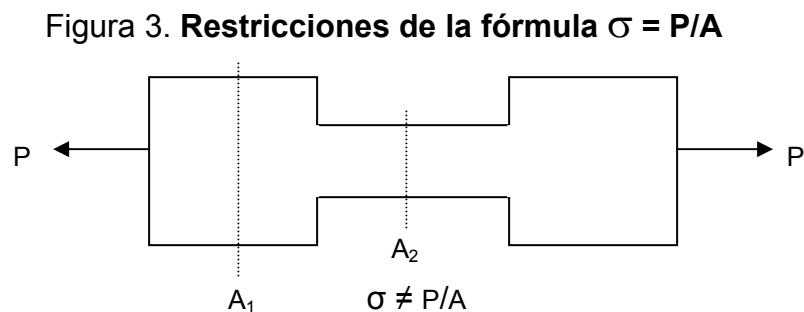 Figura 3. Restricciones de la fórmula σ = P/A
P
P
A₂
A₁
σ ≠ P/A